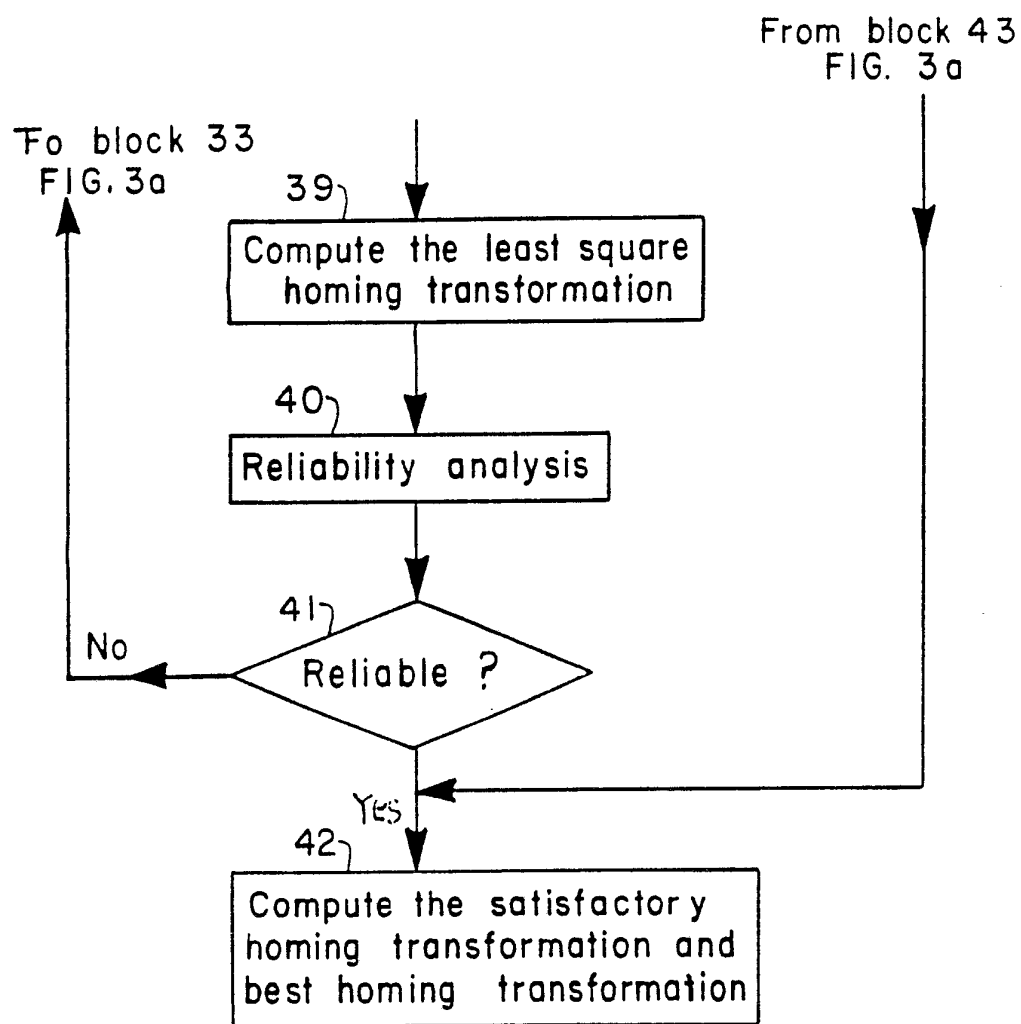 From block 43
FIG. 3a
To block 33
FIG. 3a
39
Compute the least square
homing transformation
40
Reliability analysis
41
Reliable ?
No
Yes
42
Compute the satisfactory
homing transformation and
best homing transformation